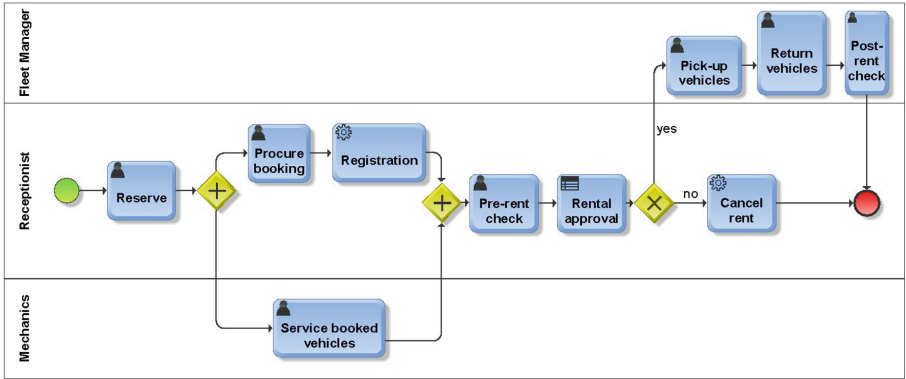 Fleet Manager
Pick-up
vehicles
Return
vehicles
Post-
rent
check
yes
Receptionist
Reserve
Procure
booking
Registration
Pre-rent
check
Rental
approval
no
Cancel
rent
Mechanics
Service booked
vehicles